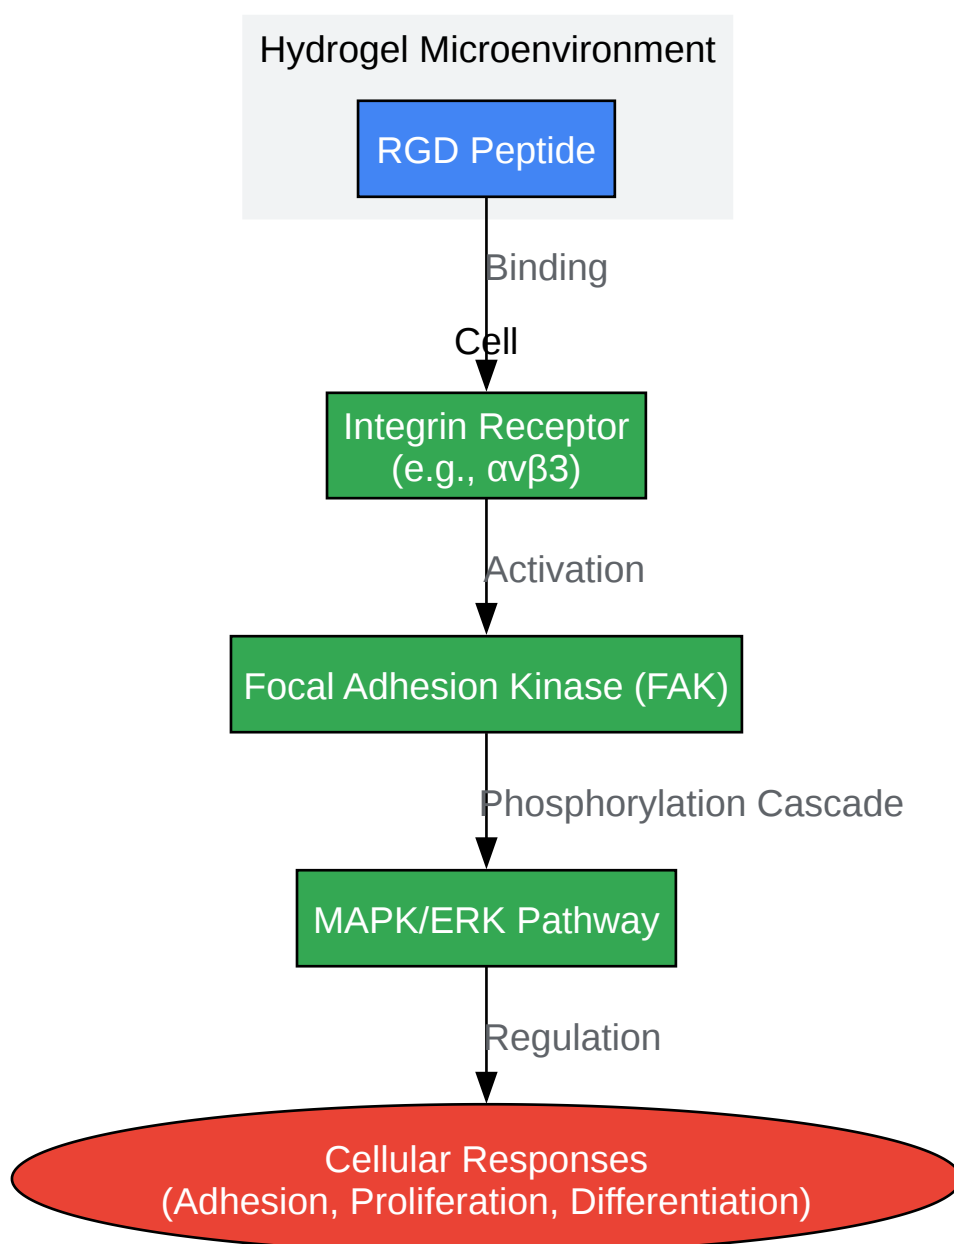 Hydrogel Microenvironment
RGD Peptide
Binding
Cell
Integrin Receptor
(e.g., αvβ3)
Activation
Focal Adhesion Kinase (FAK)
Phosphorylation Cascade
MAPK/ERK Pathway
Regulation
Cellular Responses
(Adhesion, Proliferation, Differentiation)